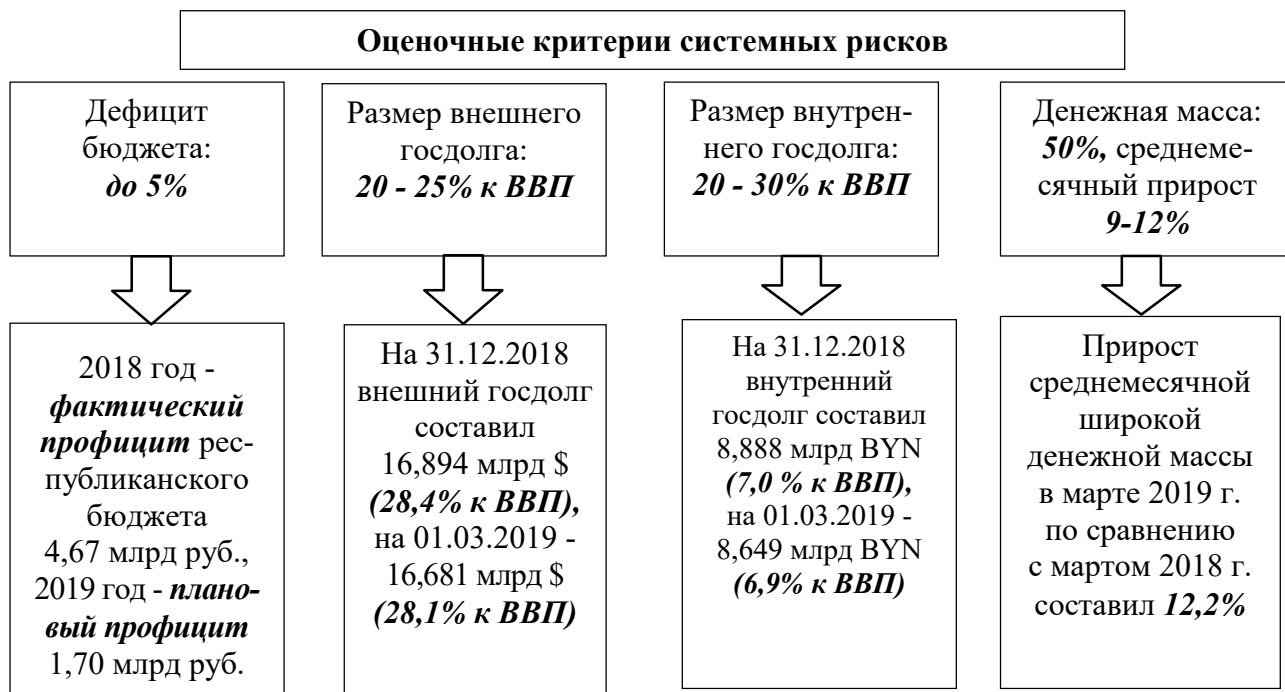 Оценочные критерии системных рисков
Дефицит
бюджета:
до 5%
Размер внешнего
госдолга:
20 - 25% к ВВП
Размер внутрен-
него госдолга:
20 - 30% к ВВП
Денежная масса:
50%, среднеме-
сячный прирост
9-12%
2018 год -
фактический
профицит рес-
публиканского
бюджета
4,67 млрд руб.,
2019 год - плано-
вый профицит
1,70 млрд руб.
На 31.12.2018
внешний госдолг
составил
16,894 млрд $
(28,4% к ВВП),
на 01.03.2019 -
16,681 млрд $
(28,1% к ВВП)
На 31.12.2018
внутренний
госдолг составил
8,888 млрд BYN
(7,0 % к ВВП),
на 01.03.2019 -
8,649 млрд BYN
(6,9% к ВВП)
Прирост
среднемесячной
широкой
денежной массы
в марте 2019 г.
по сравнению
с мартом 2018 г.
составил 12,2%